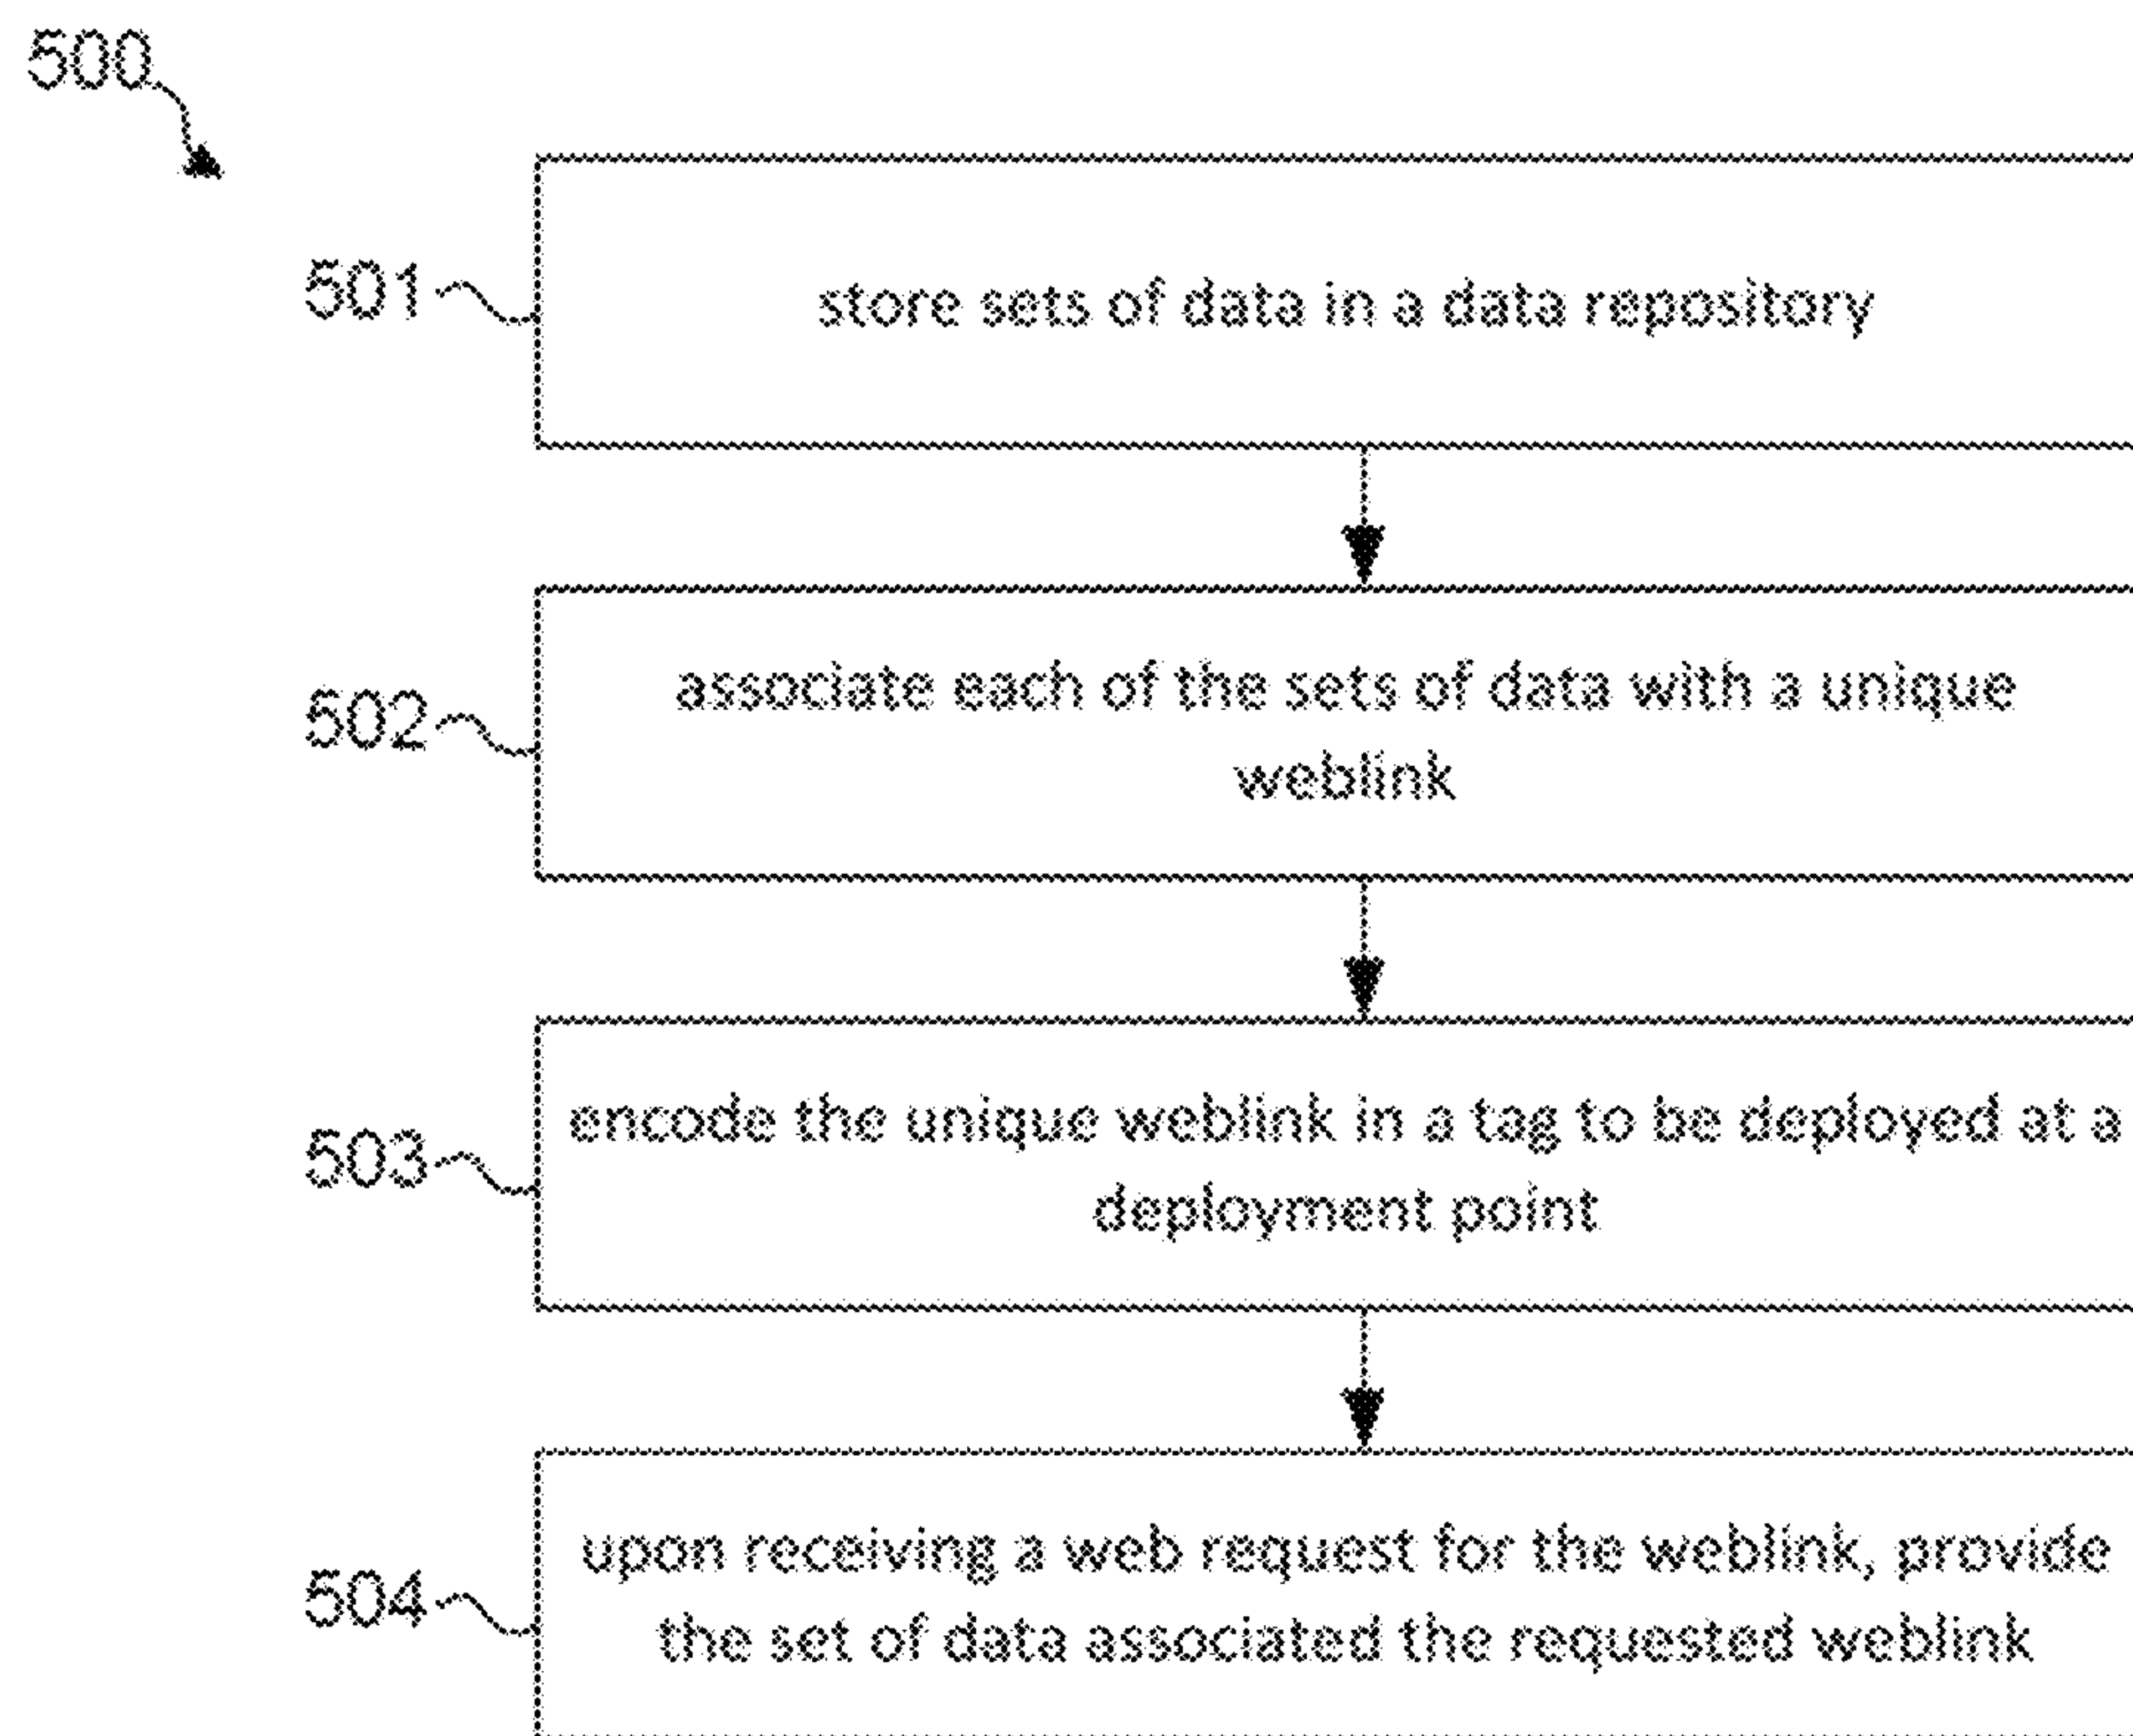 500
501
store sets of data in a data repository
502
associate each of the sets of data with a unique
weblink
503
encode the unique weblink in a tag to be deployed at a
deployment point
504
upon receiving a web request for the weblink, provide
the set of data associated the requested weblink